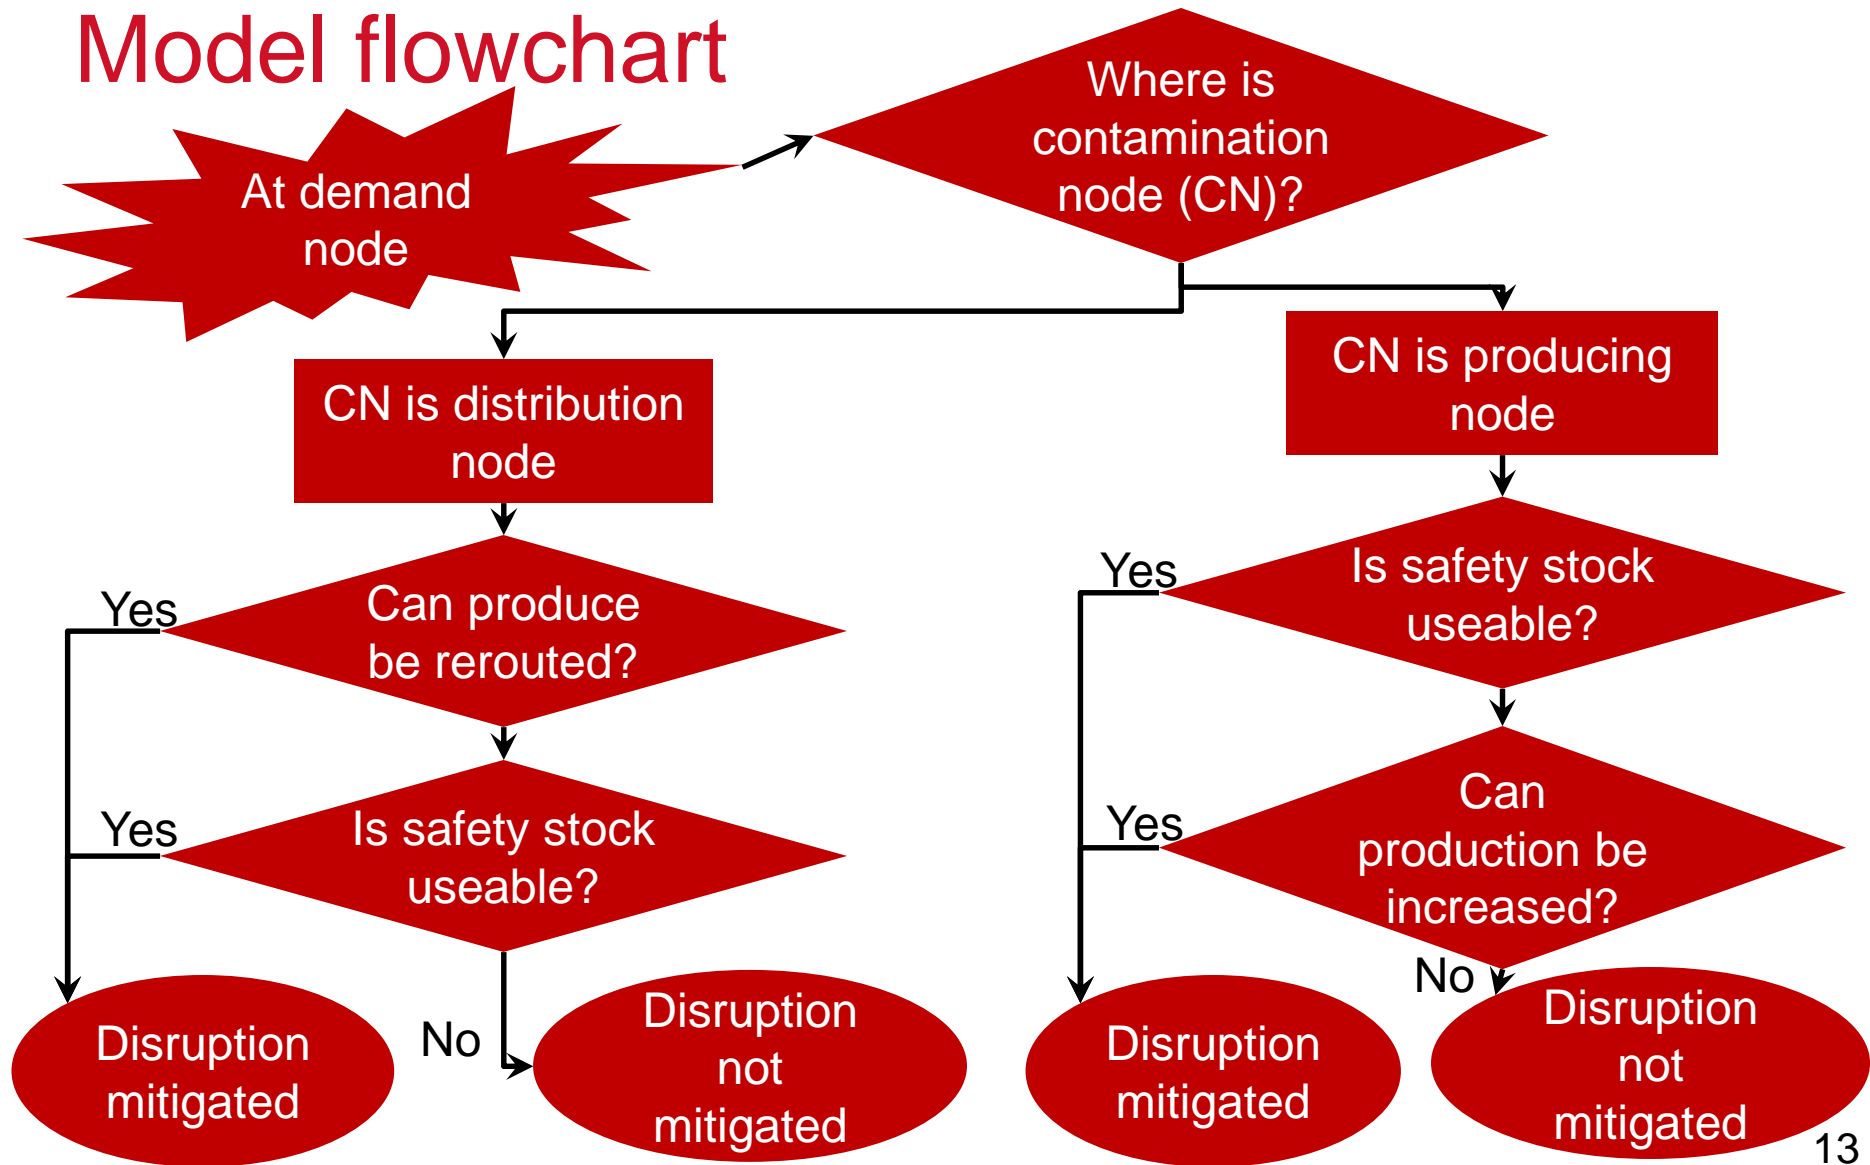 Model flowchart
At demand
node
Where is
contamination
node (CN)?
CN is distribution
node
CN is producing
node
Yes
Can produce
be rerouted?
Yes
Is safety stock
useable?
Yes
Is safety stock
useable?
Yes
Can
production be
increased?
Disruption
mitigated
No
Disruption
not
mitigated
Disruption
mitigated
No
Disruption
not
mitigated
13